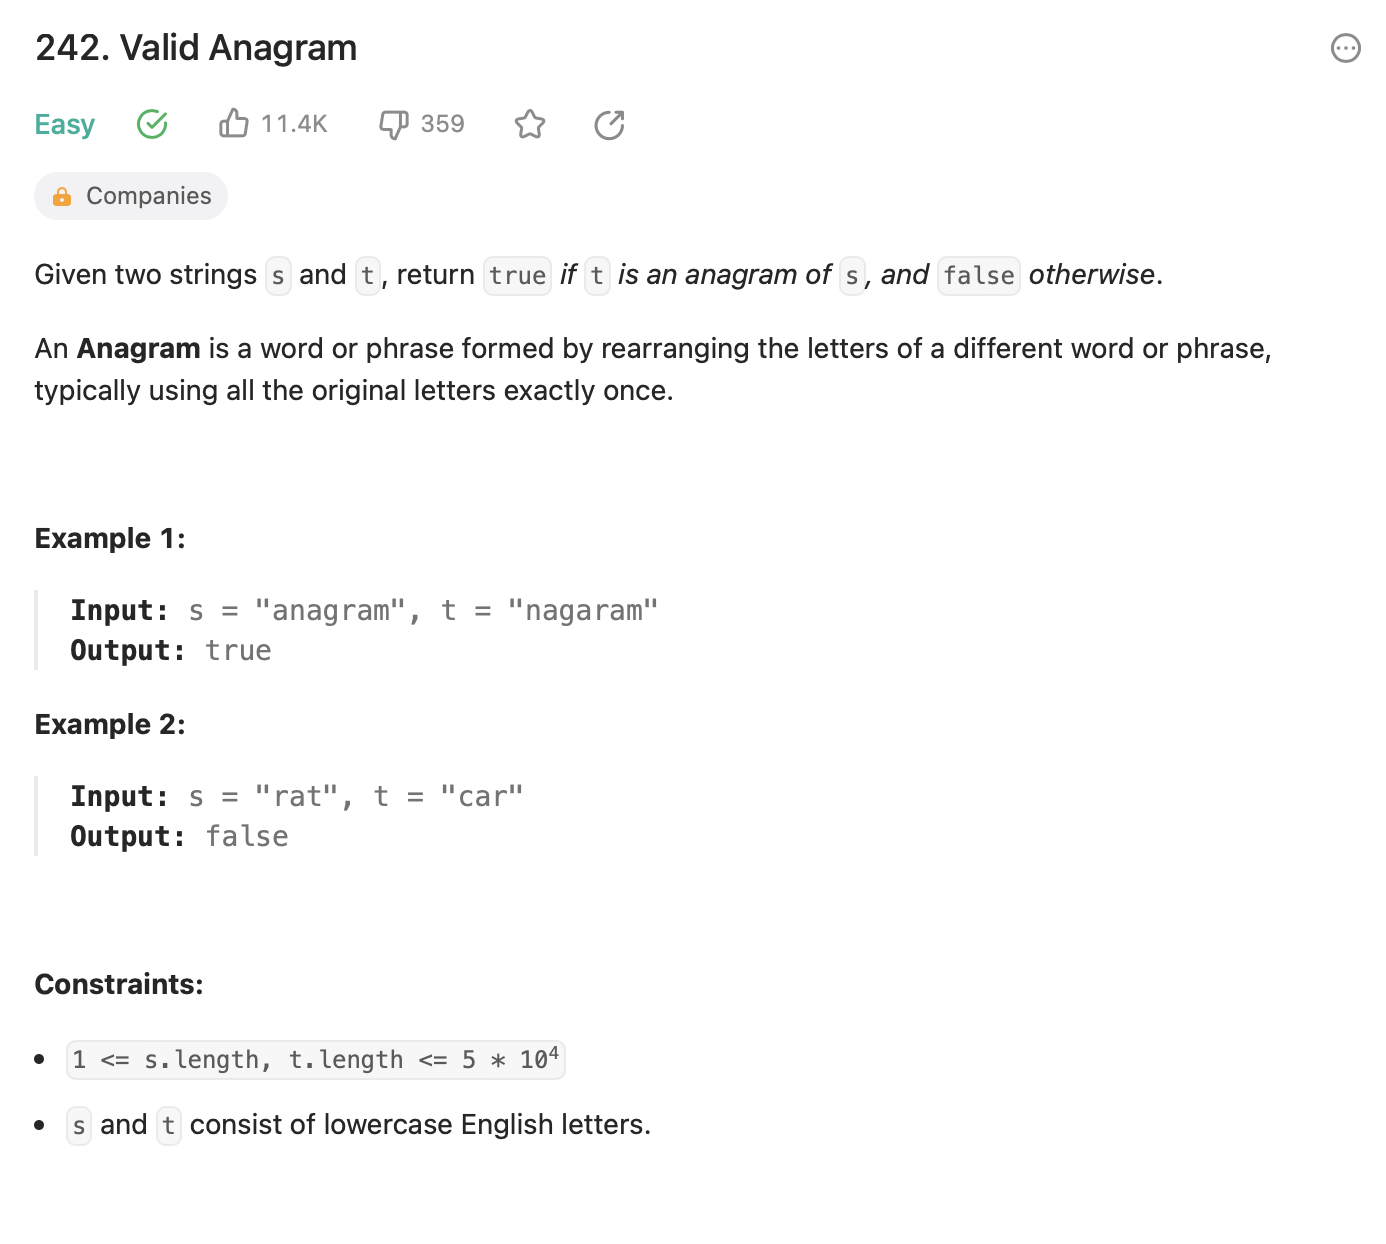 242. Valid Anagram
Easy 11.4K 359
Companies
Given two strings s and t, return true if t is an anagram of s, and false otherwise.
An Anagram is a word or phrase formed by rearranging the letters of a different word or phrase,
typically using all the original letters exactly once.
Example 1:
Input: s = "anagram", t = "nagaram"
Output: true
Example 2:
Input: s = "rat", t = "car"
Output: false
Constraints:
• 1 <= s.length, t.length <= 5 * 10⁴
• s and t consist of lowercase English letters.